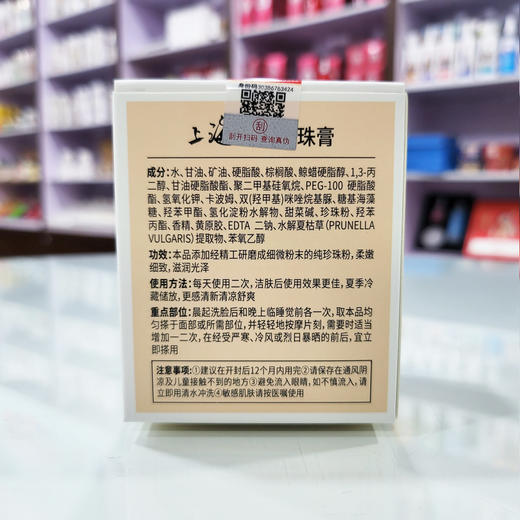 身份码30386763424
刮
刮开扫码 查询真伪
上海 珠膏
成分：水、甘油、矿油、硬脂酸、棕榈酸、鲸蜡硬脂醇、1,3-丙
二醇、甘油硬脂酸酯、聚二甲基硅氧烷、PEG-100 硬脂酸
酯、氢氧化钾、卡波姆、双(羟甲基)咪唑烷基脲、糖基海藻
糖、羟苯甲酯、氢化淀粉水解物、甜菜碱、珍珠粉、羟苯丙
酯、香精、黄原胶、EDTA 二钠、水解夏枯草 (PRUNELLA
VULGARIS) 提取物、苯氧乙醇
功效：本品添加经精工研磨成细微粉末的纯珍珠粉，柔嫩
细致，滋润光泽
使用方法：每天使用二次，洁肤后使用效果更佳，夏季冷
藏储放，更感清新清凉舒爽
重点部位：晨起洗脸后和晚上临睡觉前各一次，取本品均
匀搽于面部或所需部位，并轻轻地按摩片刻，需要时适当
增加一二次，在经受严寒、冷风或烈日暴晒的前后，宜立
即搽用
注意事项：①建议在开封后12个月内用完②请保存在通风阴
凉及儿童接触不到的地方③避免流入眼睛，如不慎流入，请
立即用清水冲洗④敏感肌肤请按医嘱使用